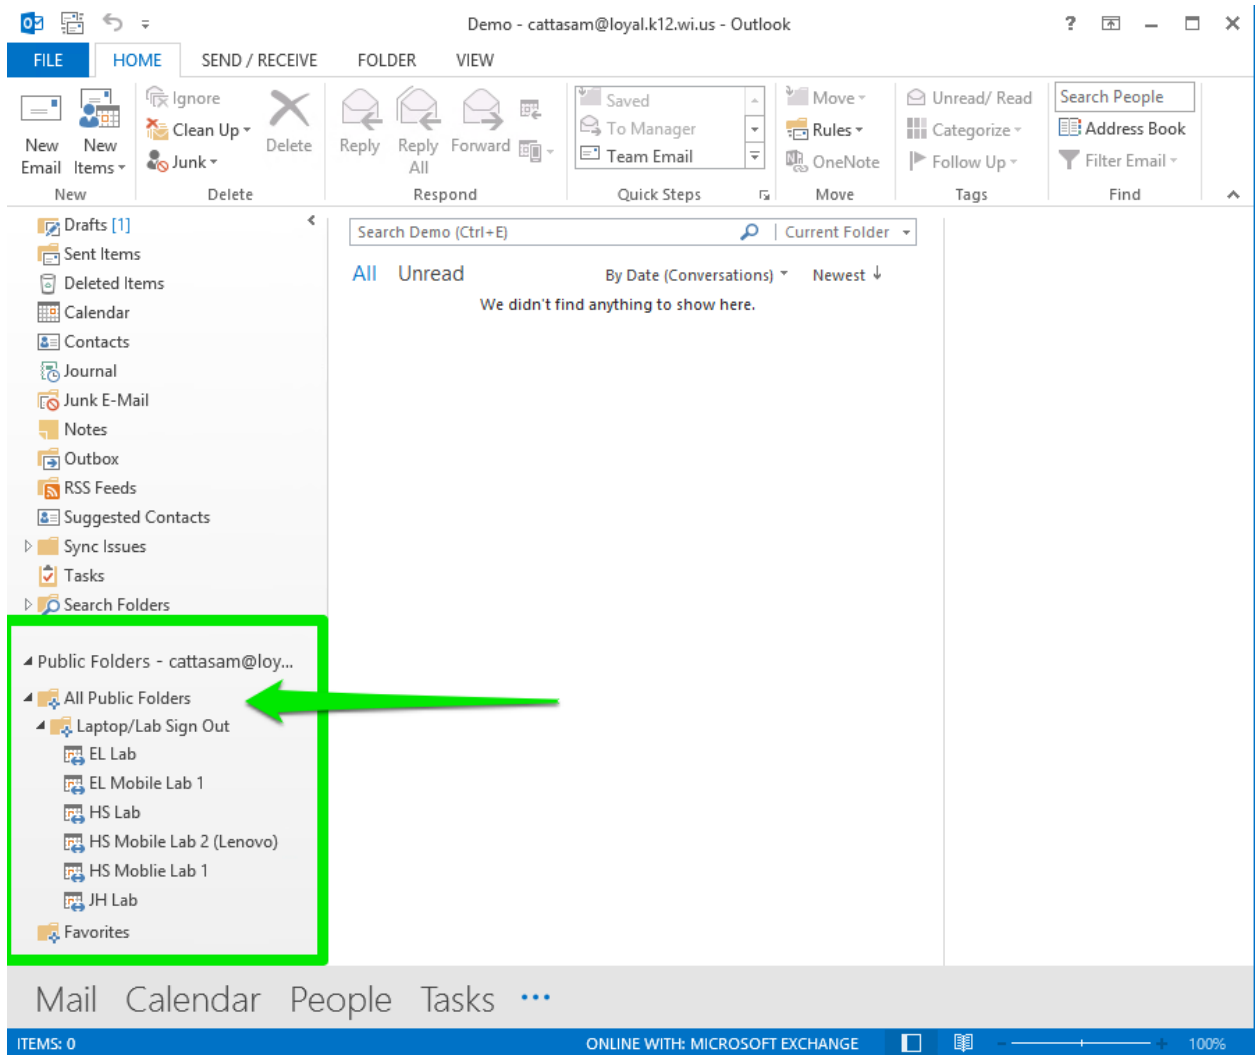 Demo - cattasam@loyal.k12.wi.us - Outlook
FILE HOME SEND / RECEIVE FOLDER VIEW
New Email
New Items
Ignore
Clean Up
Junk
Delete
Reply
Reply All
Forward
Saved
To Manager
Team Email
Move
Rules
OneNote
Unread/ Read
Categorize
Follow Up
Search People
Address Book
Filter Email
New Delete Respond Quick Steps Move Tags Find
Drafts [1]
Sent Items
Deleted Items
Calendar
Contacts
Journal
Junk E-Mail
Notes
Outbox
RSS Feeds
Suggested Contacts
Sync Issues
Tasks
Search Folders
Public Folders - cattasam@loy...
All Public Folders
Laptop/Lab Sign Out
EL Lab
EL Mobile Lab 1
HS Lab
HS Mobile Lab 2 (Lenovo)
HS Moblie Lab 1
JH Lab
Favorites
Search Demo (Ctrl+E) Current Folder
All Unread By Date (Conversations) Newest
We didn't find anything to show here.
Mail Calendar People Tasks ...
ITEMS: 0 ONLINE WITH: MICROSOFT EXCHANGE 100%